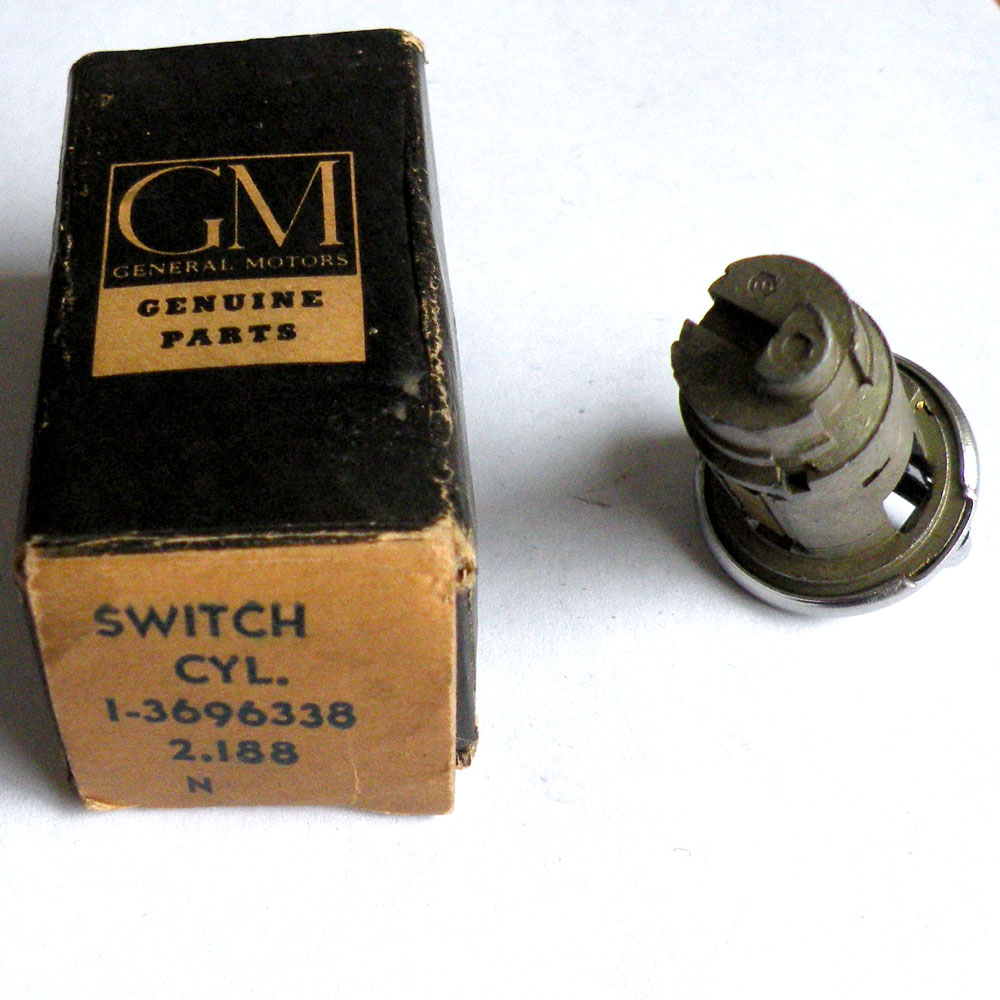 GM
GENERAL MOTORS
GENUINE
PARTS
SWITCH
CYL.
1-3696338
2.188
N